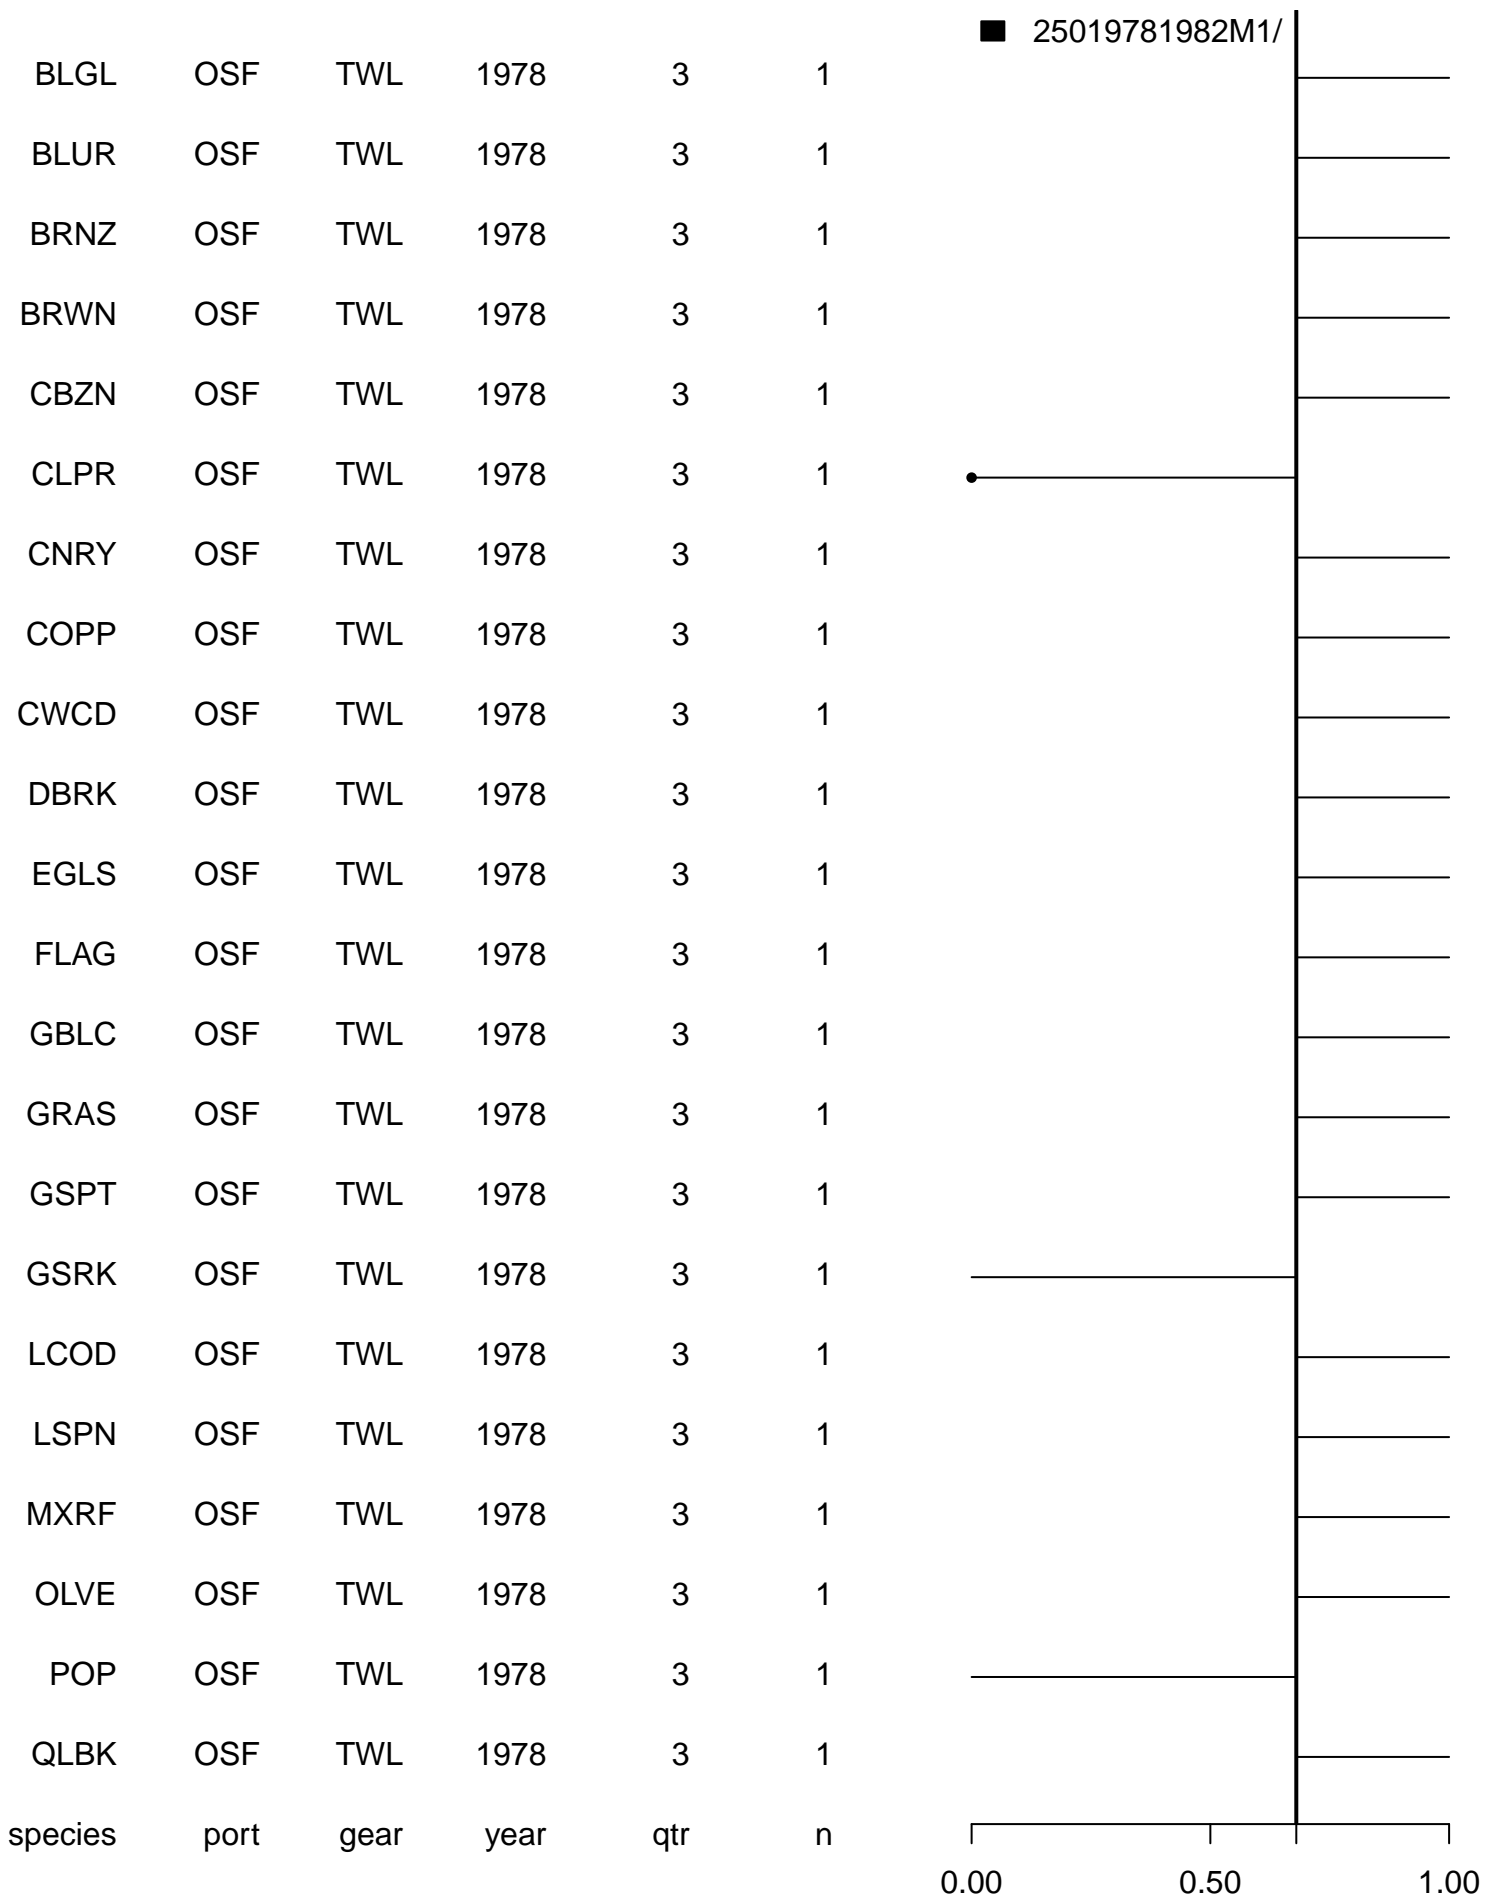 25019781982M1/
BLGL OSF TWL 1978 3 1
BLUR OSF TWL 1978 3 1
BRNZ OSF TWL 1978 3 1
BRWN OSF TWL 1978 3 1
CBZN OSF TWL 1978 3 1
CLPR OSF TWL 1978 3 1
CNRY OSF TWL 1978 3 1
COPP OSF TWL 1978 3 1
CWCD OSF TWL 1978 3 1
DBRK OSF TWL 1978 3 1
EGLS OSF TWL 1978 3 1
FLAG OSF TWL 1978 3 1
GBLC OSF TWL 1978 3 1
GRAS OSF TWL 1978 3 1
GSPT OSF TWL 1978 3 1
GSRK OSF TWL 1978 3 1
LCOD OSF TWL 1978 3 1
LSPN OSF TWL 1978 3 1
MXRF OSF TWL 1978 3 1
OLVE OSF TWL 1978 3 1
POP OSF TWL 1978 3 1
QLBK OSF TWL 1978 3 1
species port gear year qtr n
0.00 0.50 1.00